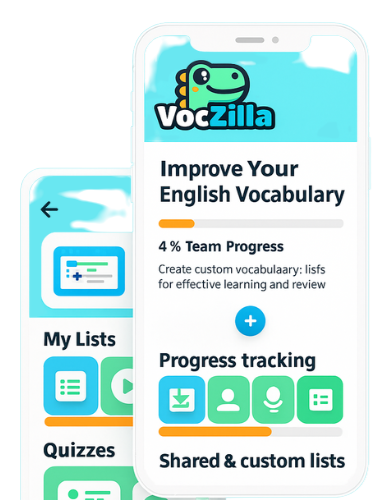 VocZilla
Improve Your
English Vocabulary
4 % Team Progress
Create custom vocabulaary: lisfs
for effective learning and review
Progress tracking
Shared & custom lists
My Lists
Quizzes